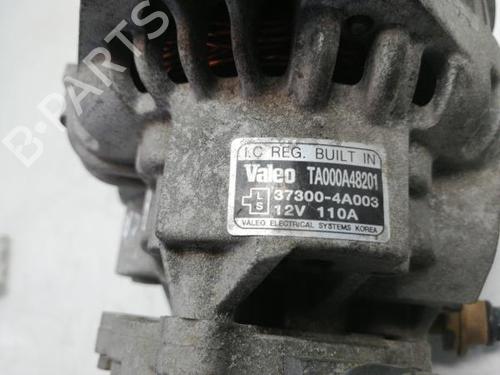 B-PARTS
I.C REG. BUILT IN
Valeo TA000A48201
L
S
37300-4A003
12V 110A
VALEO ELECTRICAL SYSTEMS KOREA